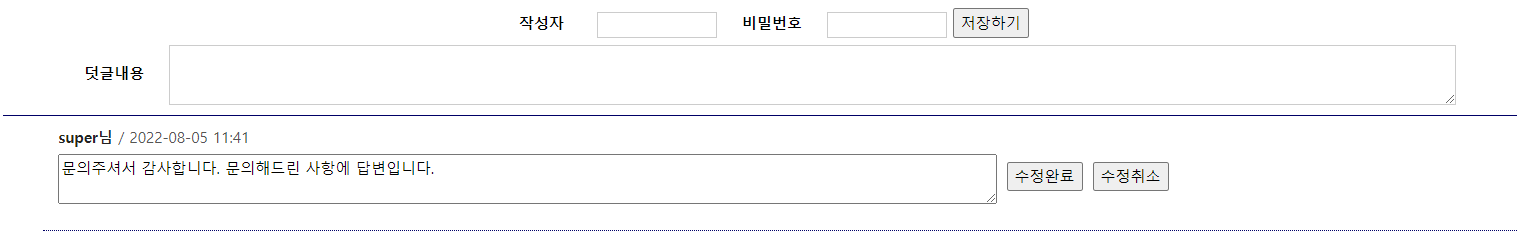 작성자 비밀번호 저장하기
덧글내용
super님 / 2022-08-05 11:41
문의주셔서 감사합니다. 문의해드린 사항에 답변입니다. 수정완료 수정취소